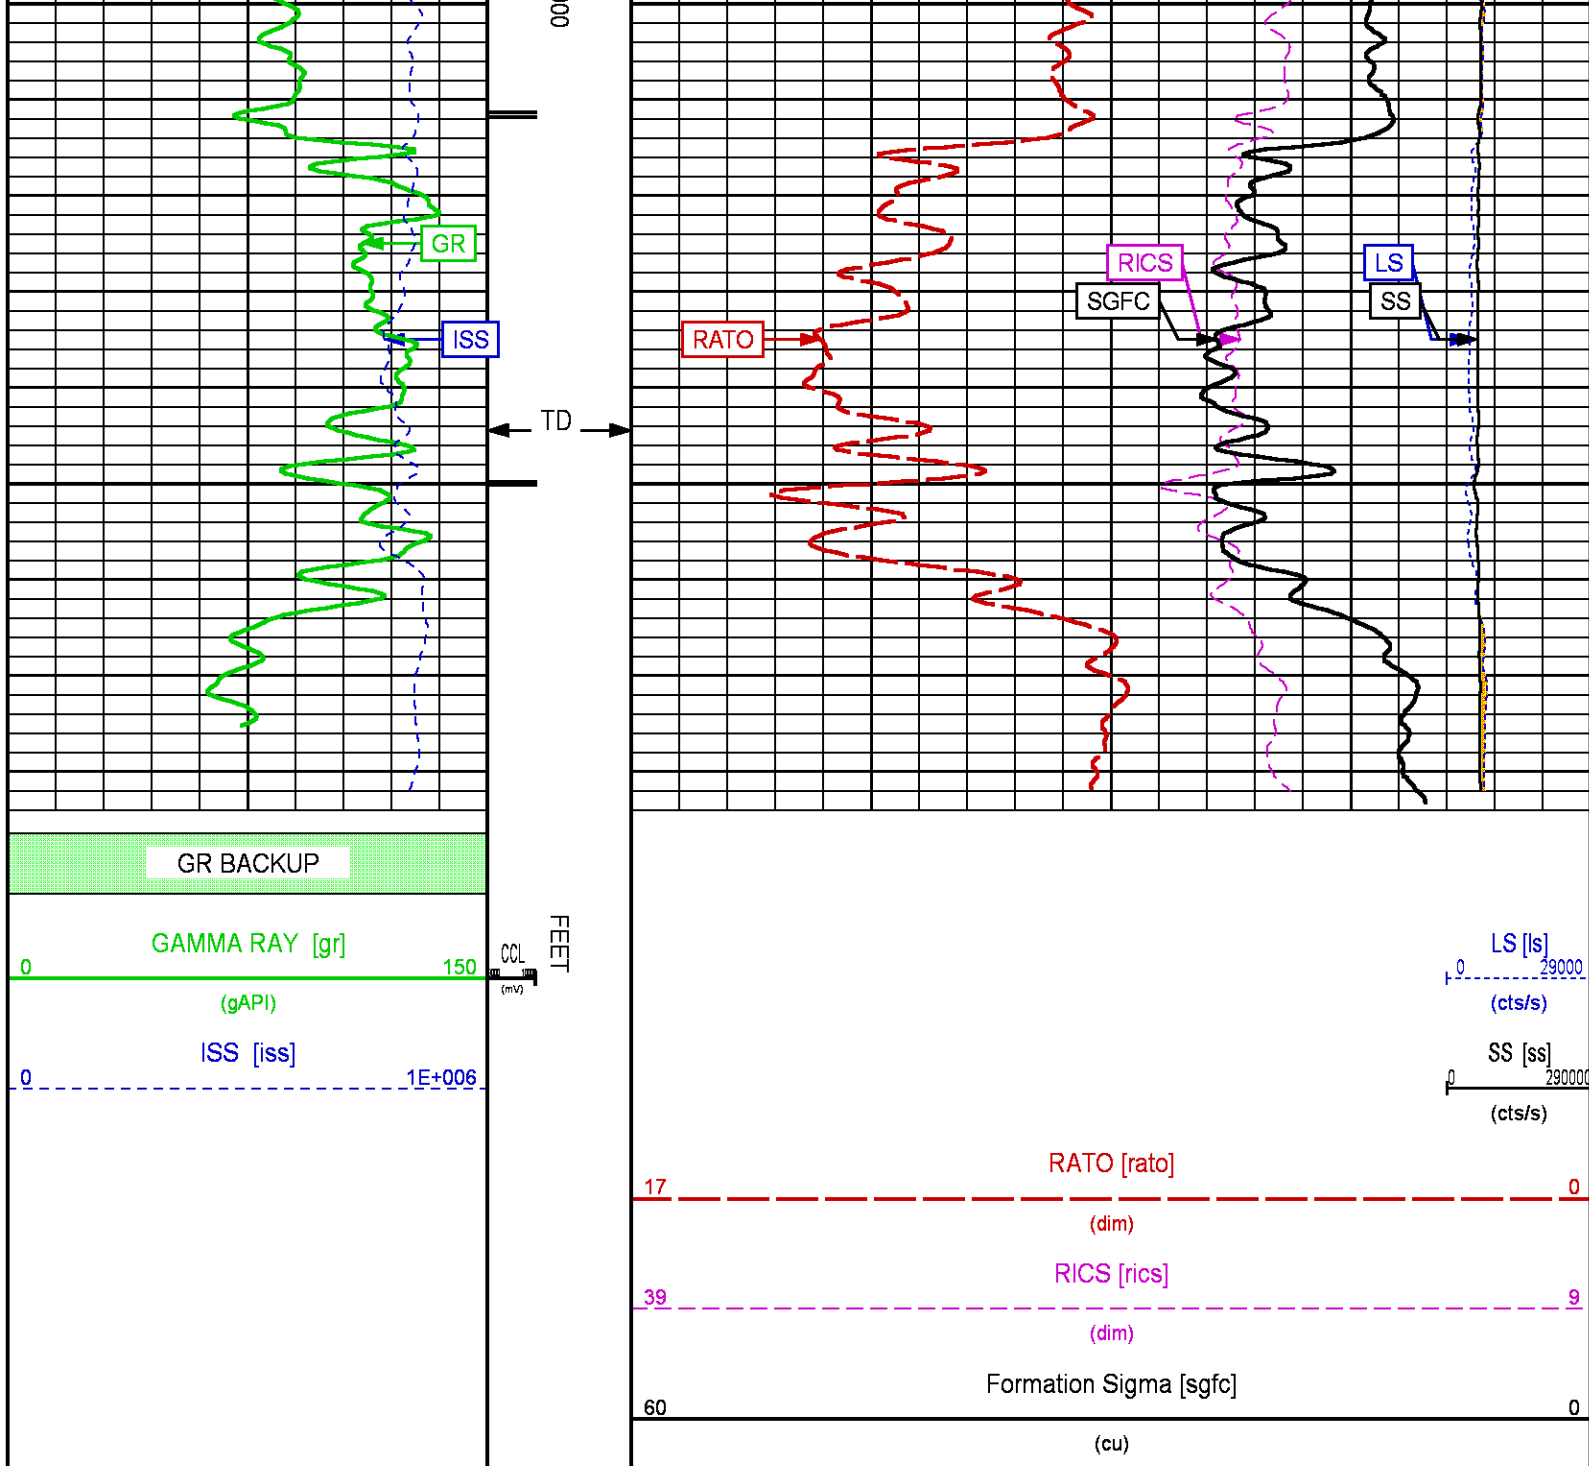 000
GR
RICS
LS
SGFC
SS
ISS
RATO
TD
GR BACKUP
FEET
GAMMA RAY [gr]
0 150
(gAPI)
CCL
(mV)
LS [ls]
0 29000
(cts/s)
ISS [iss]
0 1E+006
SS [ss]
0 290000
(cts/s)
RATO [rato]
17 0
(dim)
RICS [rics]
39 9
(dim)
Formation Sigma [sgfc]
60 0
(cu)